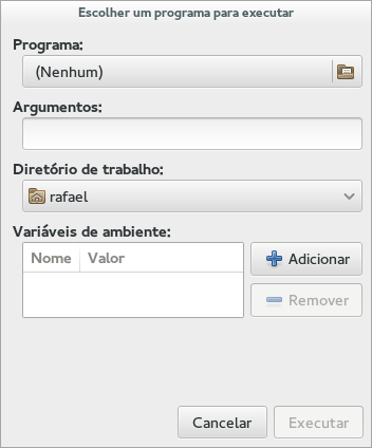 Escolher um programa para executar
Programa:
(Nenhum)
Argumentos:
Diretório de trabalho:
rafael
Variáveis de ambiente:
Nome Valor
Adicionar
Remover
Cancelar Executar